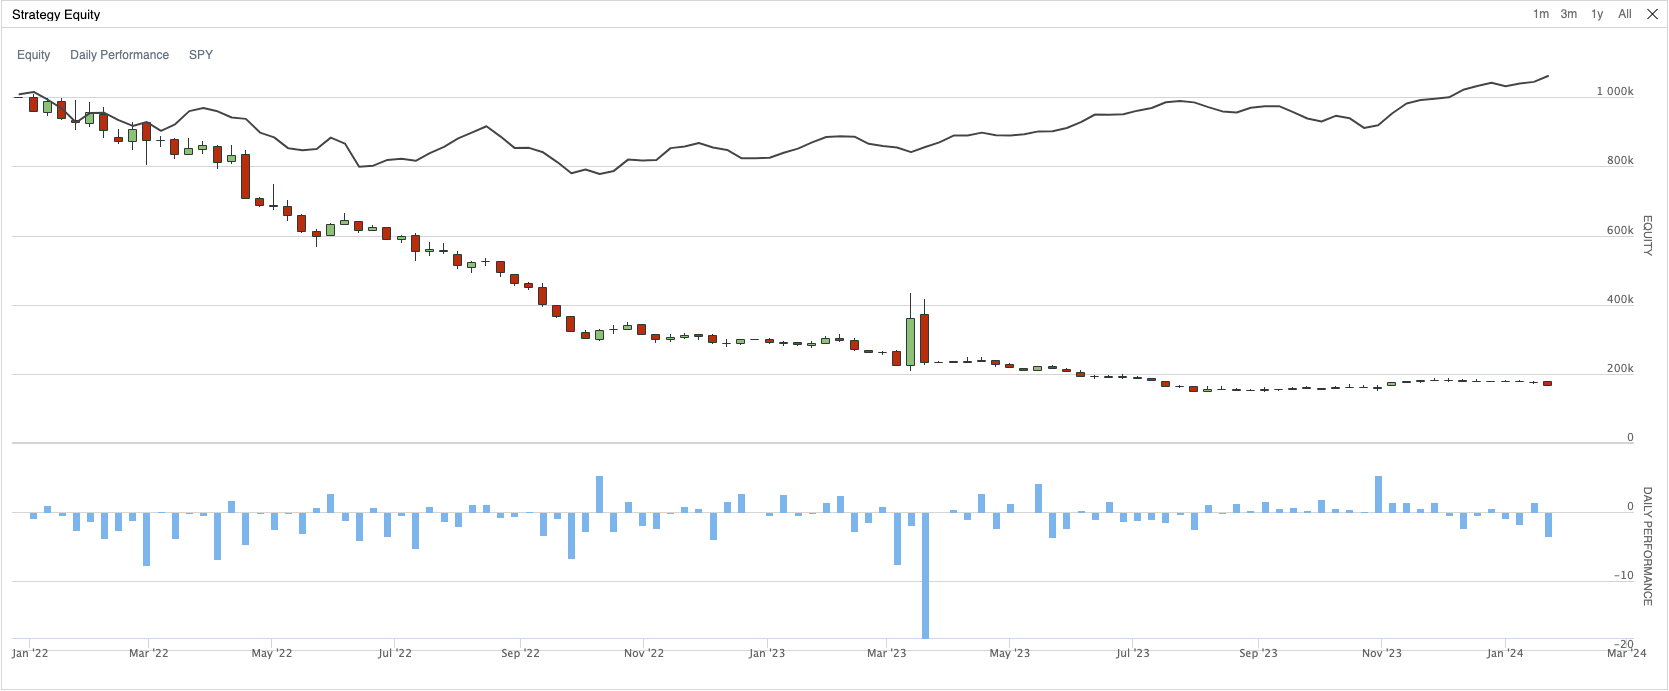 Strategy Equity
1m 3m 1y All
Equity Daily Performance SPY
1 000k
800k
600k
400k
200k
0
EQUITY
0
−10
−20
DAILY PERFORMANCE
Jan '22 Mar '22 May '22 Jul '22 Sep '22 Nov '22 Jan '23 Mar '23 May '23 Jul '23 Sep '23 Nov '23 Jan '24 Mar '24